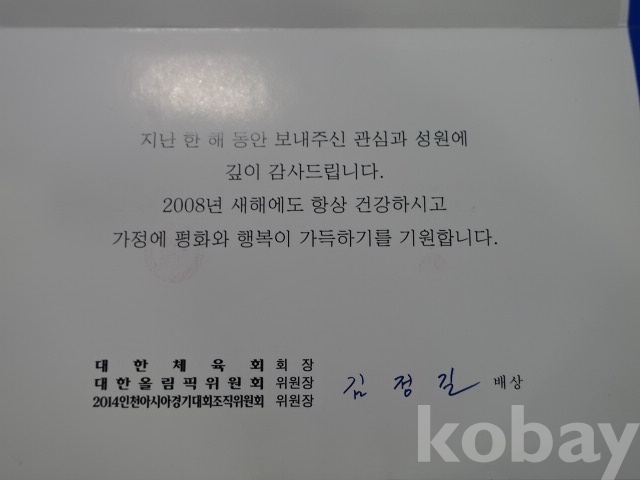 지난 한 해 동안 보내주신 관심과 성원에
깊이 감사드립니다.
2008년 새해에도 항상 건강하시고
가정에 평화와 행복이 가득하기를 기원합니다.
대한체육회 회장
대한올림픽위원회 위원장
2014인천아시아경기대회조직위원회 위원장
김정길 배상
kobay